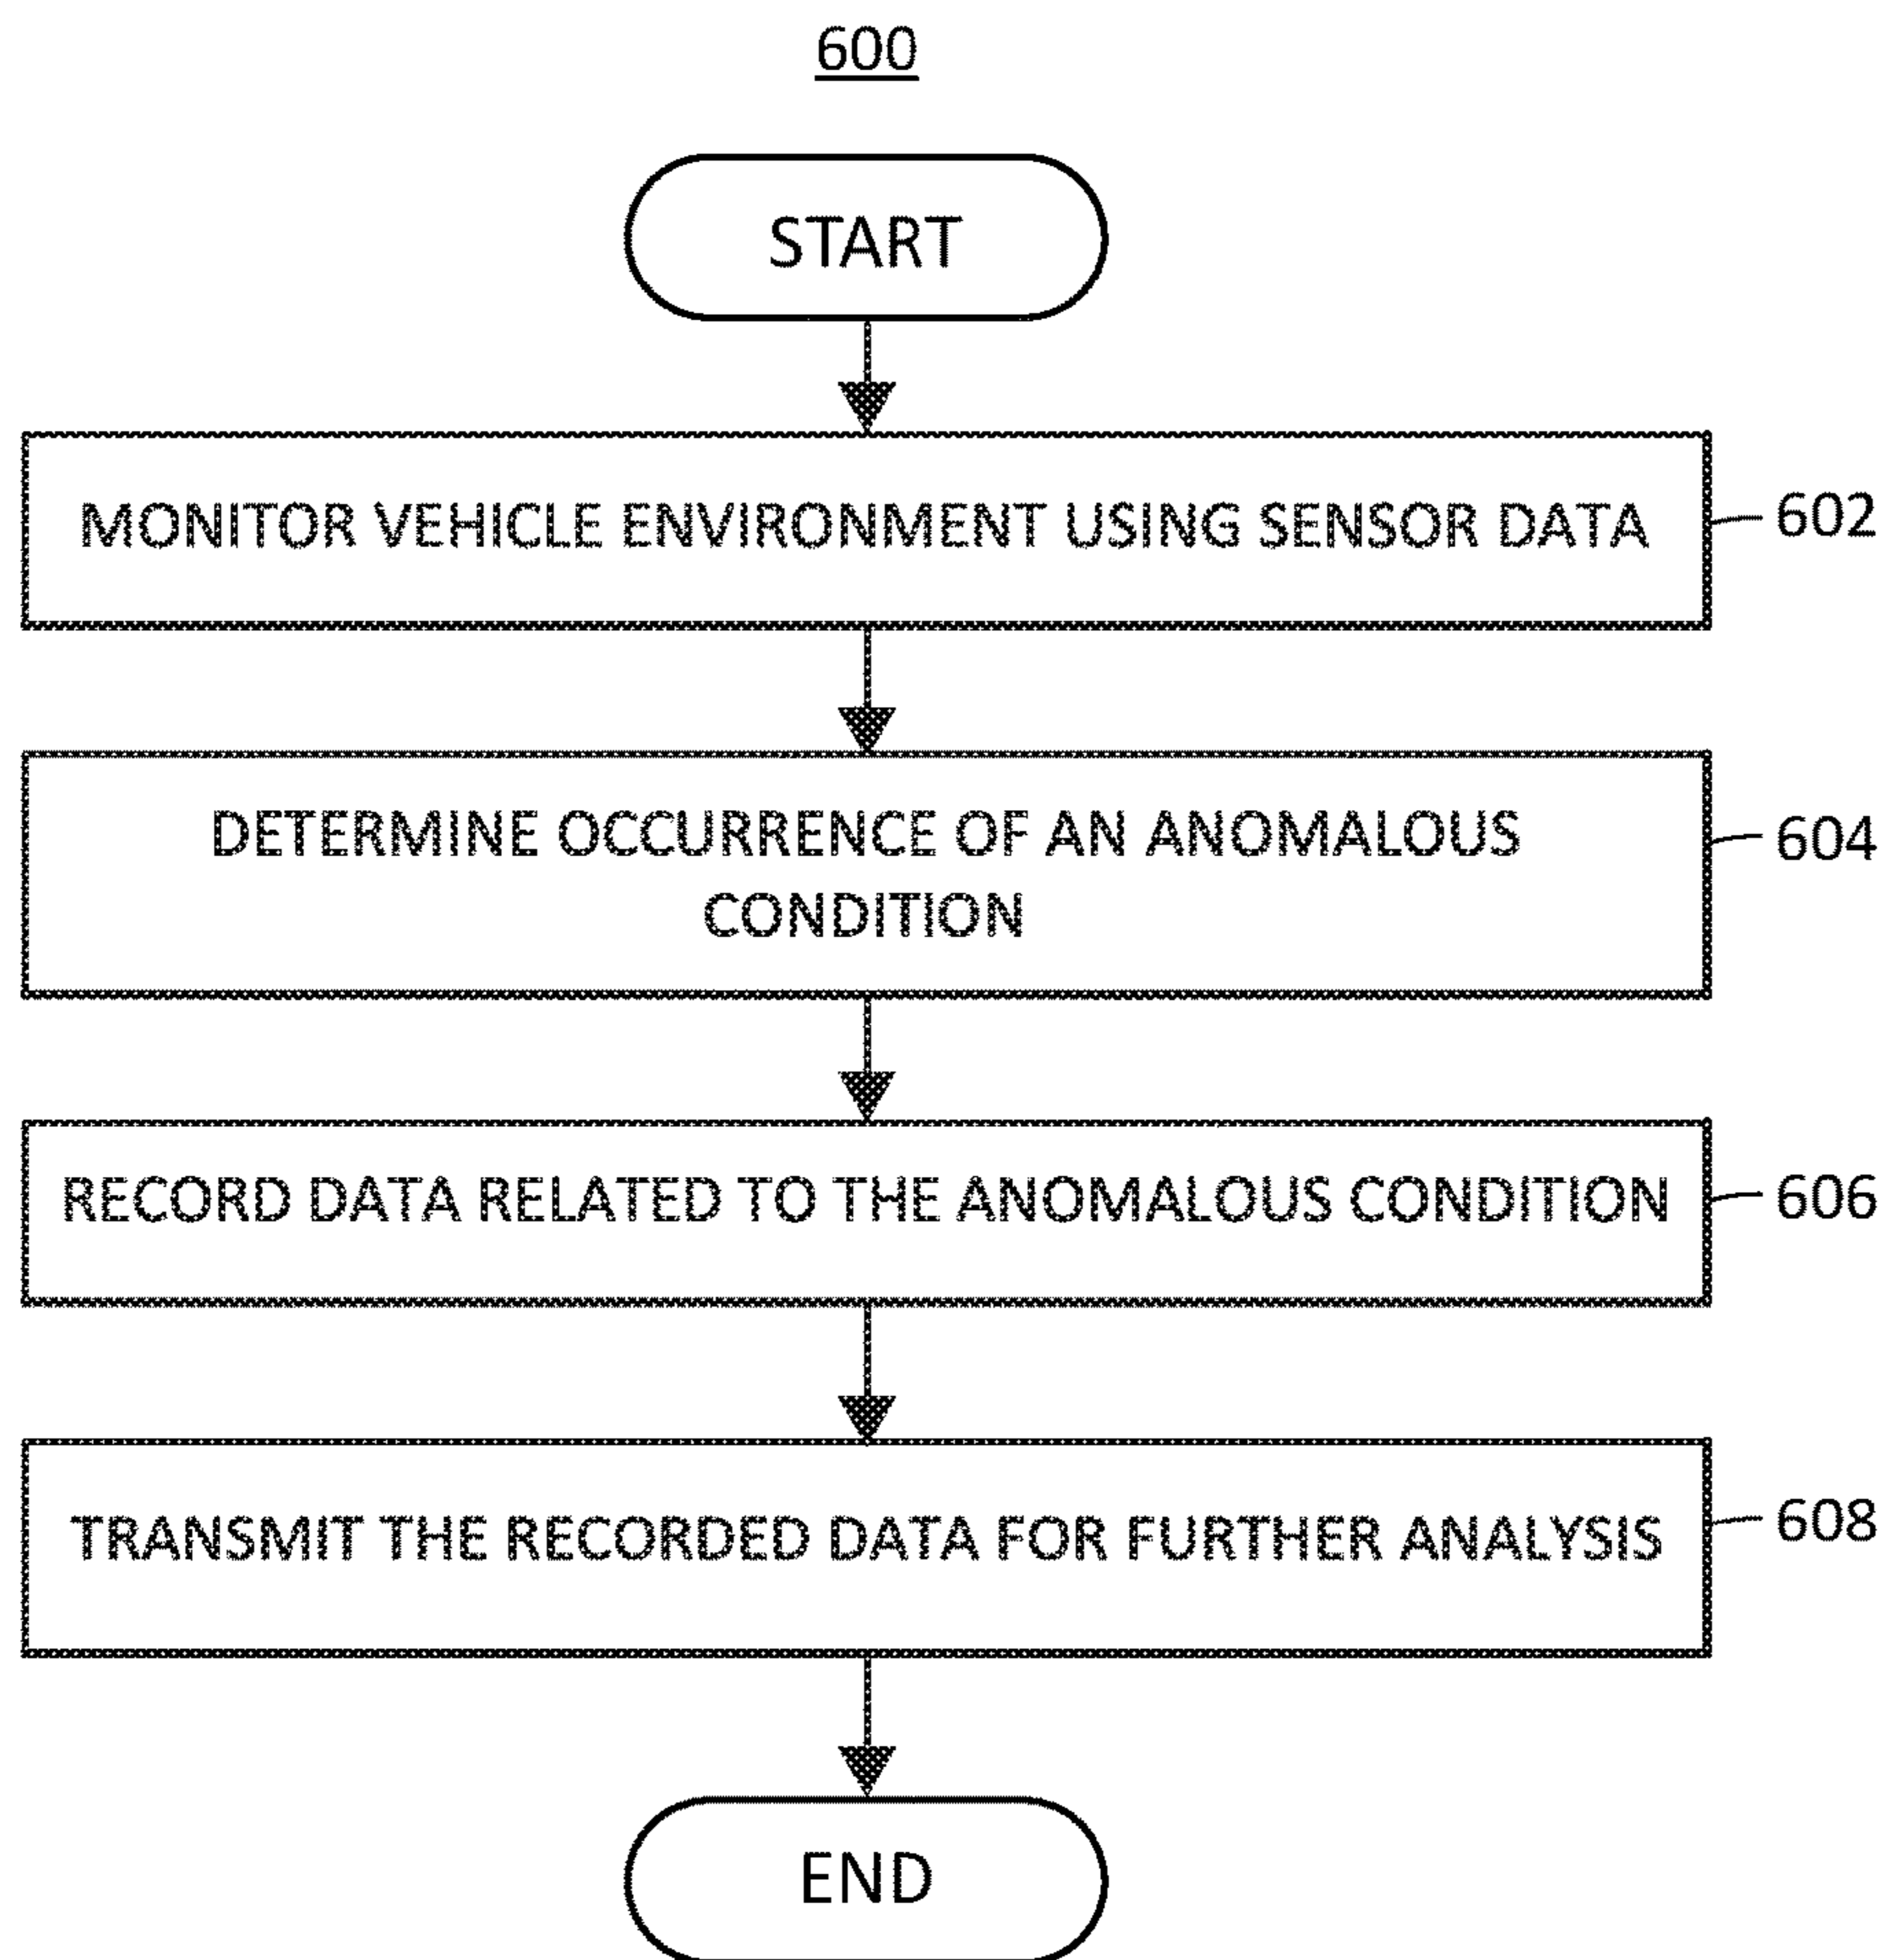 600
START
MONITOR VEHICLE ENVIRONMENT USING SENSOR DATA
602
DETERMINE OCCURRENCE OF AN ANOMALOUS
CONDITION
604
RECORD DATA RELATED TO THE ANOMALOUS CONDITION
606
TRANSMIT THE RECORDED DATA FOR FURTHER ANALYSIS
608
END